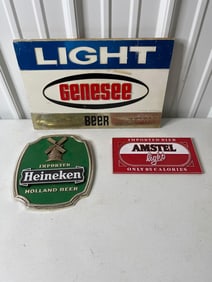 LIGHT
Genesee
BEER
IMPORTED
Heineken
HOLLAND BEER
IMPORTED BEER
AMSTEL
light
ONLY 95 CALORIES